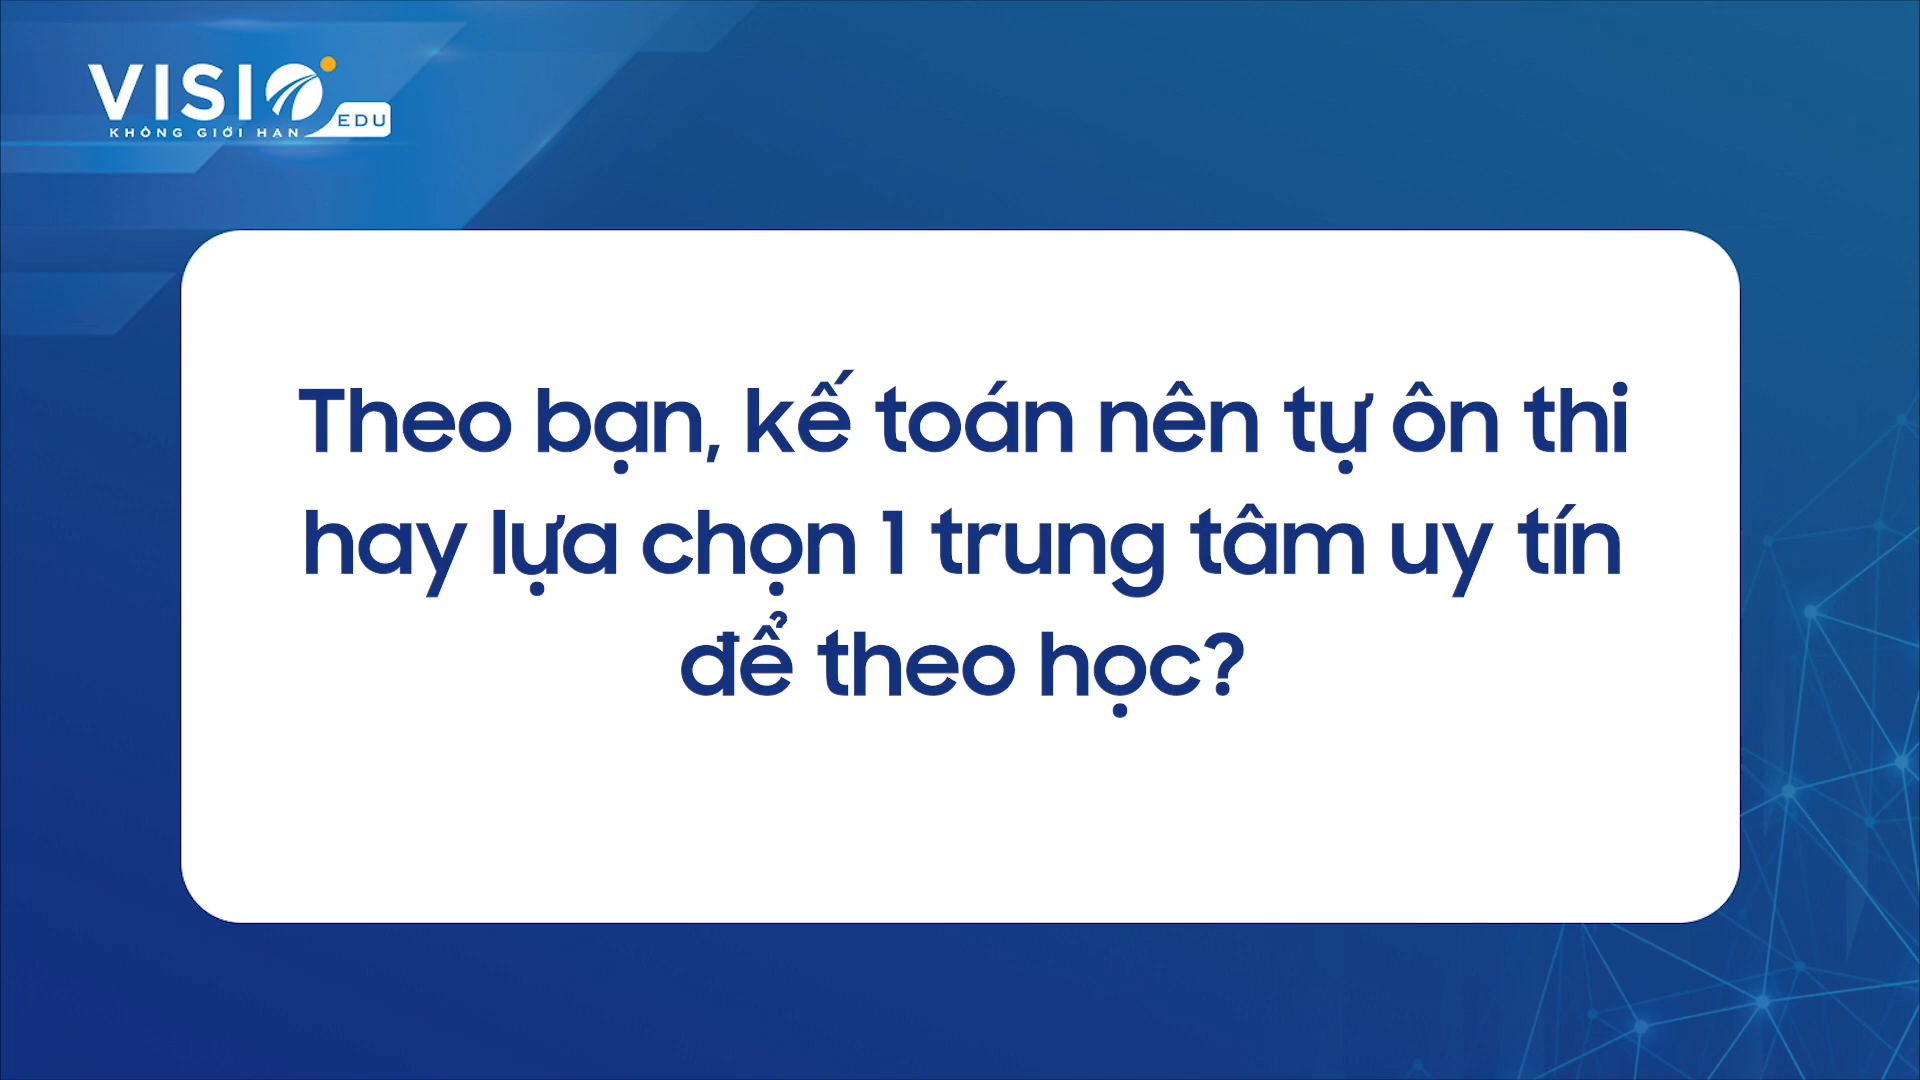 VISIO
KHÔNG GIỚI HẠN
EDU
Theo bạn, kế toán nên tự ôn thi
hay lựa chọn 1 trung tâm uy tín
để theo học?